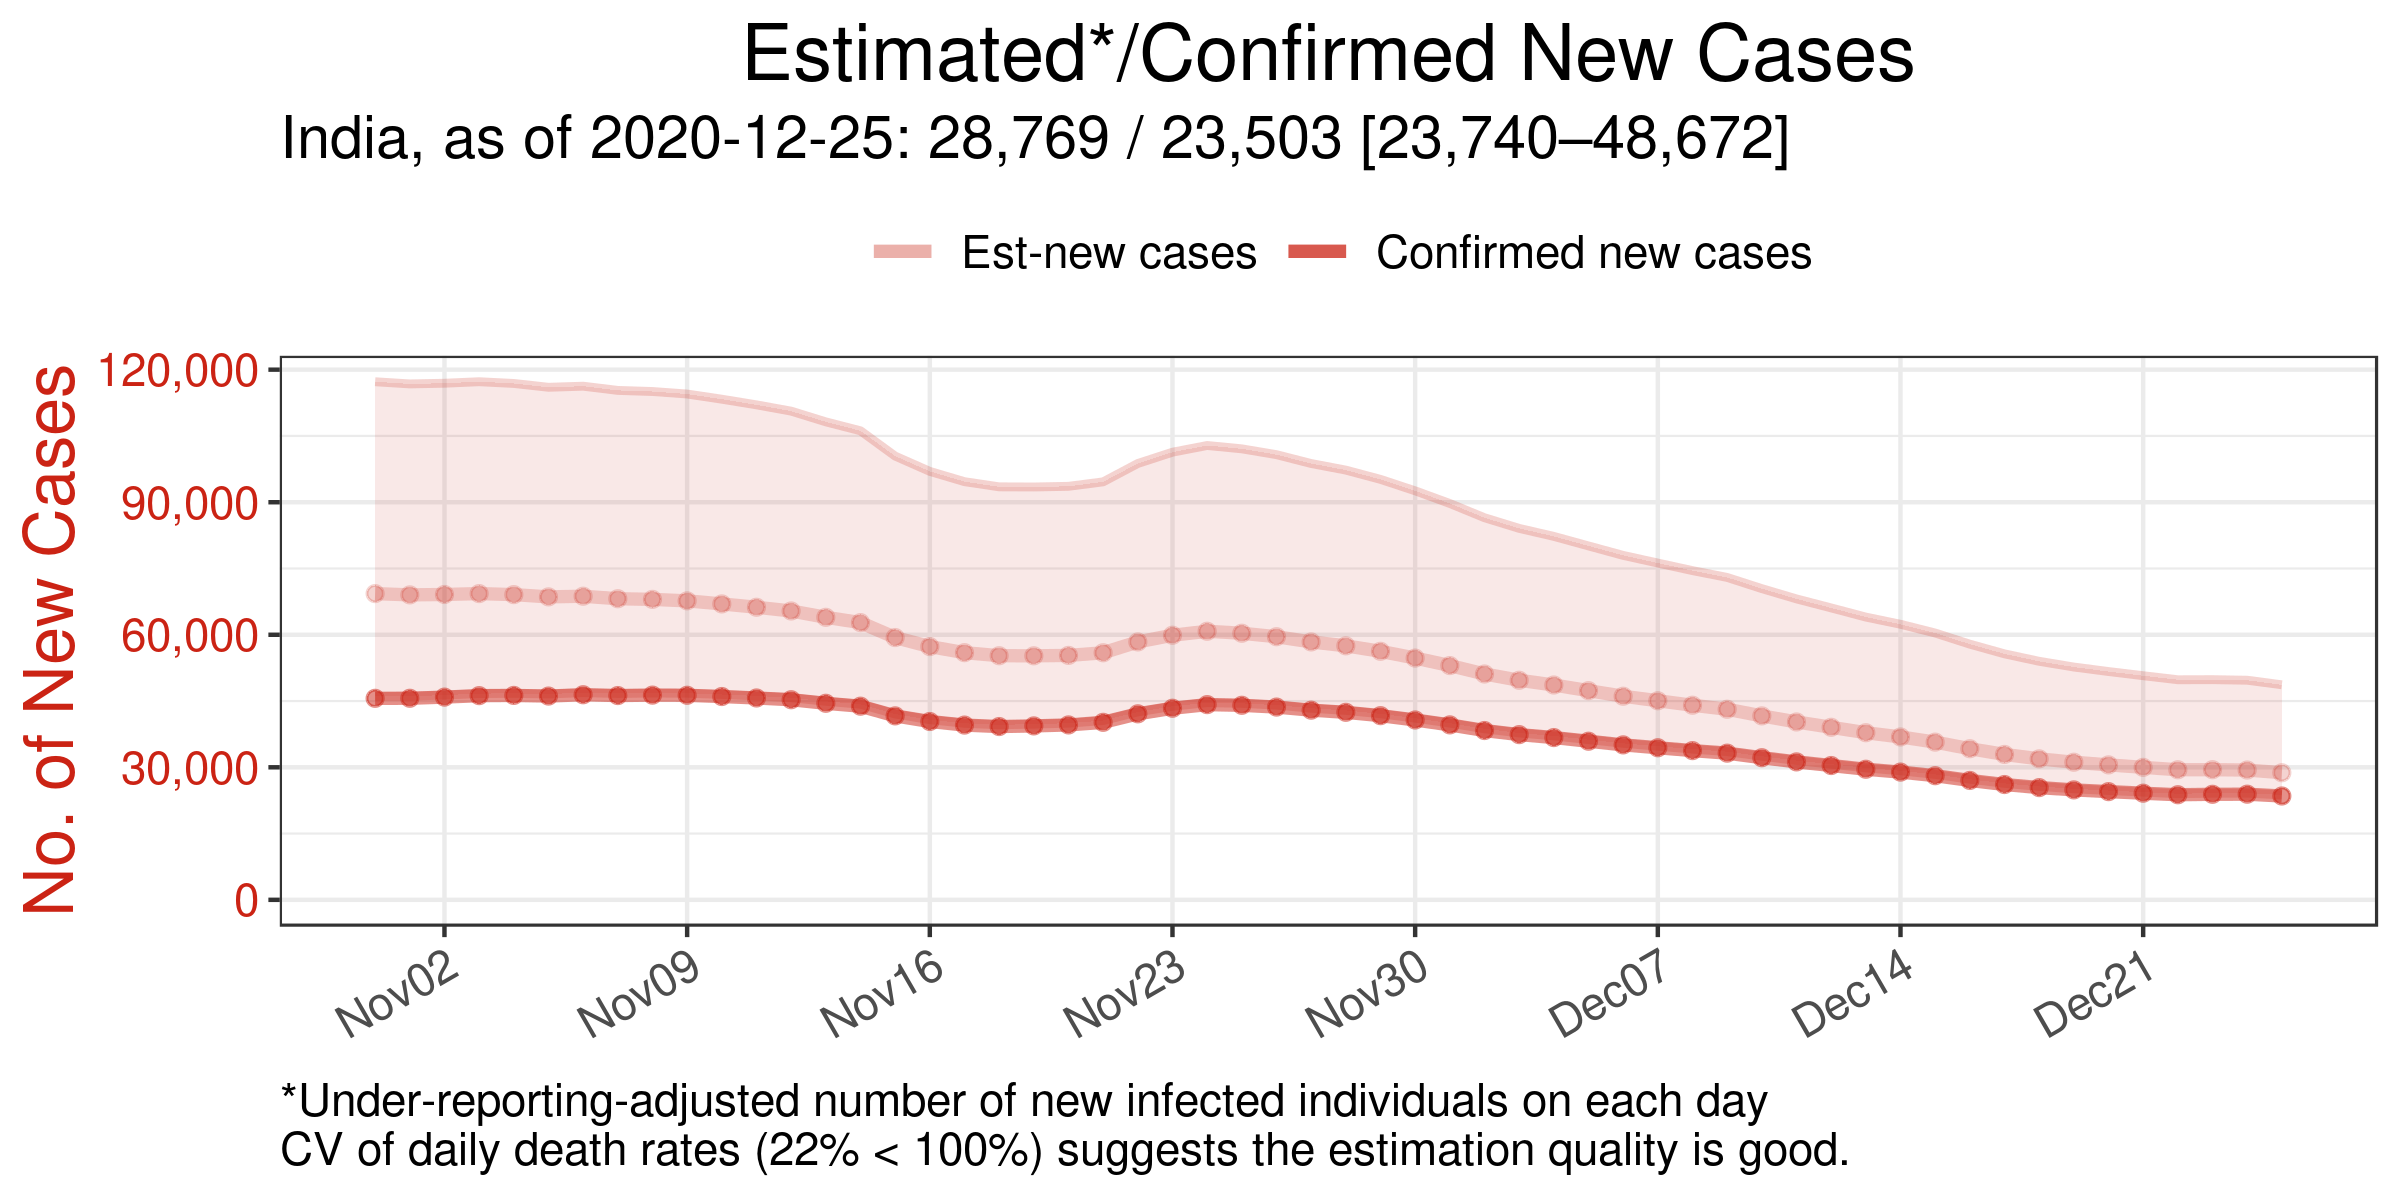 Estimated*/Confirmed New Cases
India, as of 2020-12-25: 28,769 / 23,503 [23,740–48,672]
Est-new cases
Confirmed new cases
No. of New Cases
120,000
90,000
60,000
30,000
0
Nov02
Nov09
Nov16
Nov23
Nov30
Dec07
Dec14
Dec21
*Under-reporting-adjusted number of new infected individuals on each day
CV of daily death rates (22% < 100%) suggests the estimation quality is good.